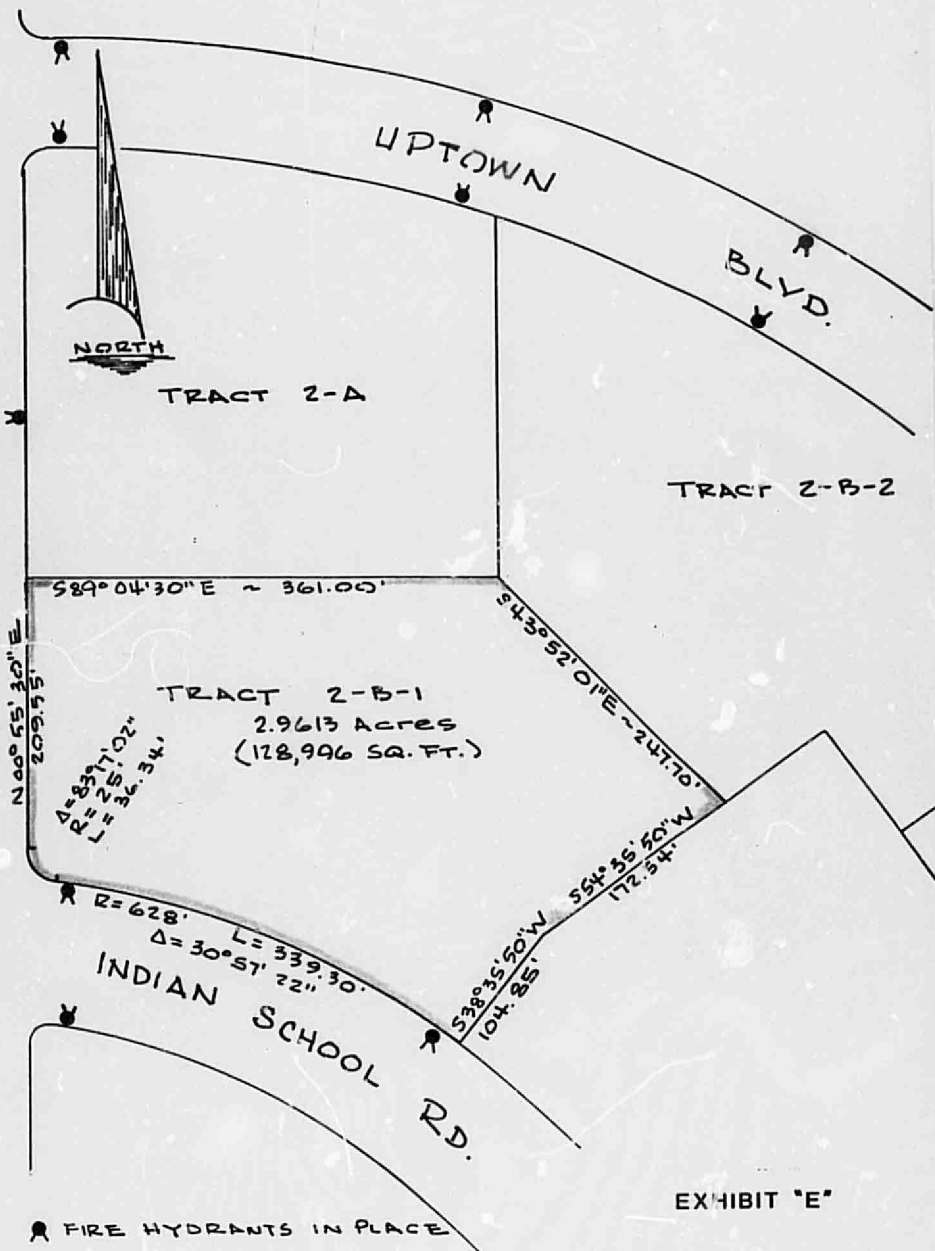 UPTOWN
BLVD.
NORTH
TRACT 2-A
TRACT 2-B-2
S89° 04' 30" E ~ 361.00'
S43° 52' 01" E ~ 247.70'
N 00° 55' 30" E
209.55'
TRACT 2-B-1
2.9613 Acres
(128,996 SQ. FT.)
Δ = 83° 17' 02"
R = 25'
L = 36.34'
S54° 35' 50" W
172.54'
S38° 35' 50" W
104.85'
R = 628'
L = 339.30'
Δ = 30° 57' 22"
INDIAN SCHOOL RD.
EXHIBIT "E"
FIRE HYDRANTS IN PLACE